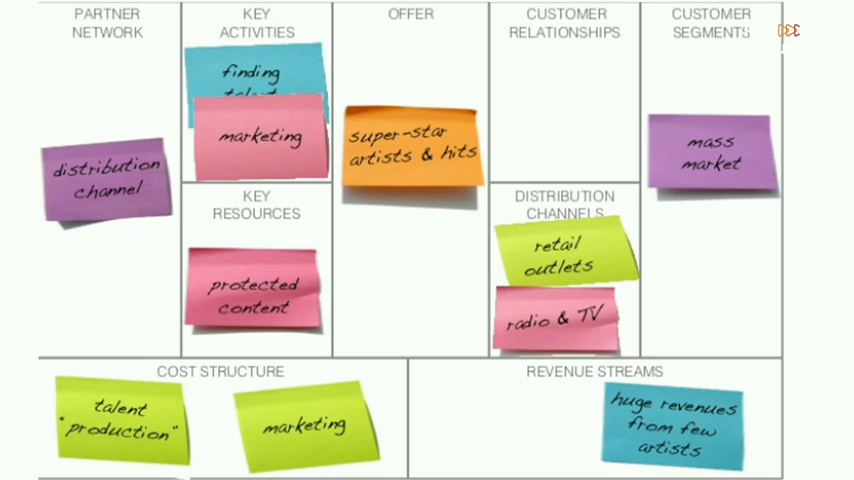 PARTNER
NETWORK
KEY
ACTIVITIES
OFFER
CUSTOMER
RELATIONSHIPS
CUSTOMER
SEGMENTS
finding
talent
marketing
distribution
channel
super-star
artists & hits
mass
market
KEY
RESOURCES
protected
content
DISTRIBUTION
CHANNELS
retail
outlets
radio & TV
COST STRUCTURE
talent
"production"
marketing
REVENUE STREAMS
huge revenues
from few
artists